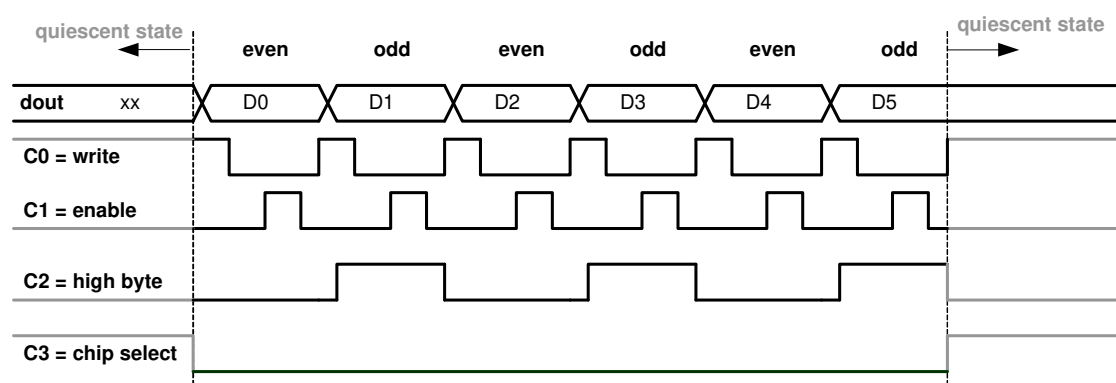 quiescent state quiescent state
even odd even odd even odd
dout xx D0 D1 D2 D3 D4 D5
C0 = write
C1 = enable
C2 = high byte
C3 = chip select